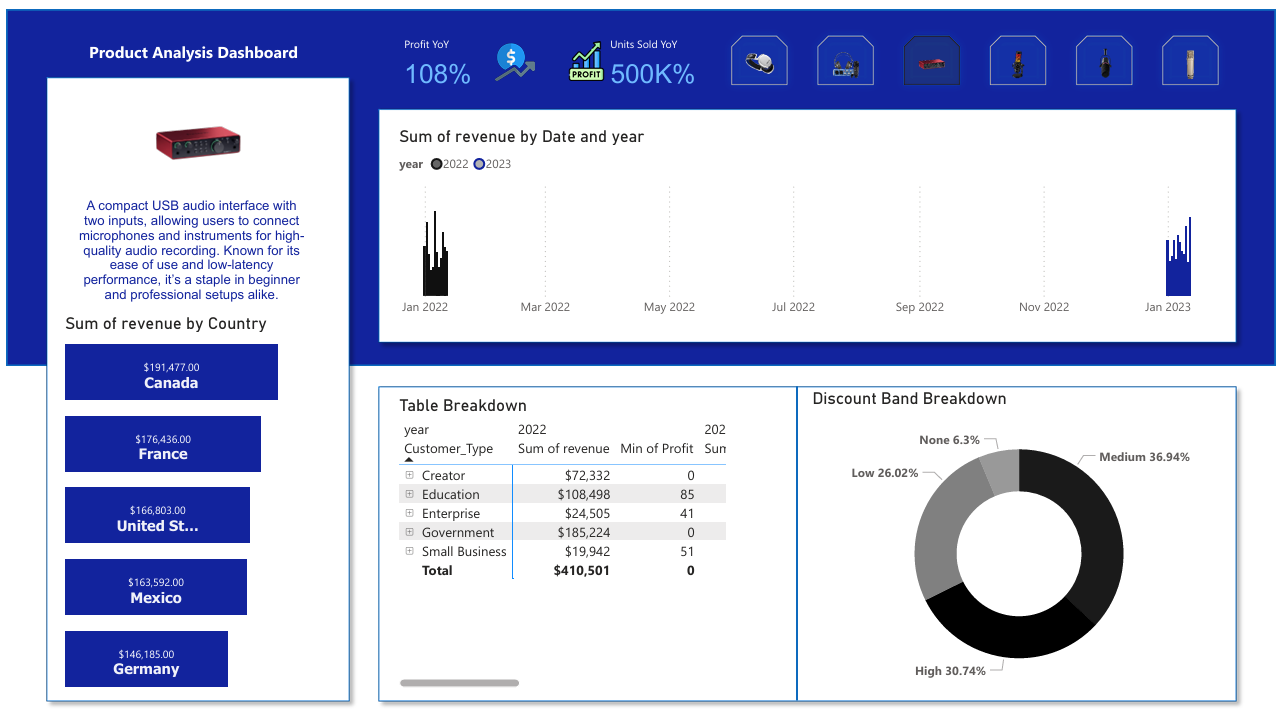 Product Analysis Dashboard
Profit YoY
108%
PROFIT
Units Sold YoY
500K%
A compact USB audio interface with
two inputs, allowing users to connect
microphones and instruments for high-
quality audio recording. Known for its
ease of use and low-latency
performance, it's a staple in beginner
and professional setups alike.
Sum of revenue by Country
$191,477.00
Canada
$176,436.00
France
$166,803.00
United St...
$163,592.00
Mexico
$146,185.00
Germany
Sum of revenue by Date and year
year 2022 2023
Jan 2022 Mar 2022 May 2022 Jul 2022 Sep 2022 Nov 2022 Jan 2023
Table Breakdown
year 2022 202
Customer_Type Sum of revenue Min of Profit Sum
Creator $72,332 0
Education $108,498 85
Enterprise $24,505 41
Government $185,224 0
Small Business $19,942 51
Total $410,501 0
Discount Band Breakdown
None 6.3%
Medium 36.94%
Low 26.02%
High 30.74%